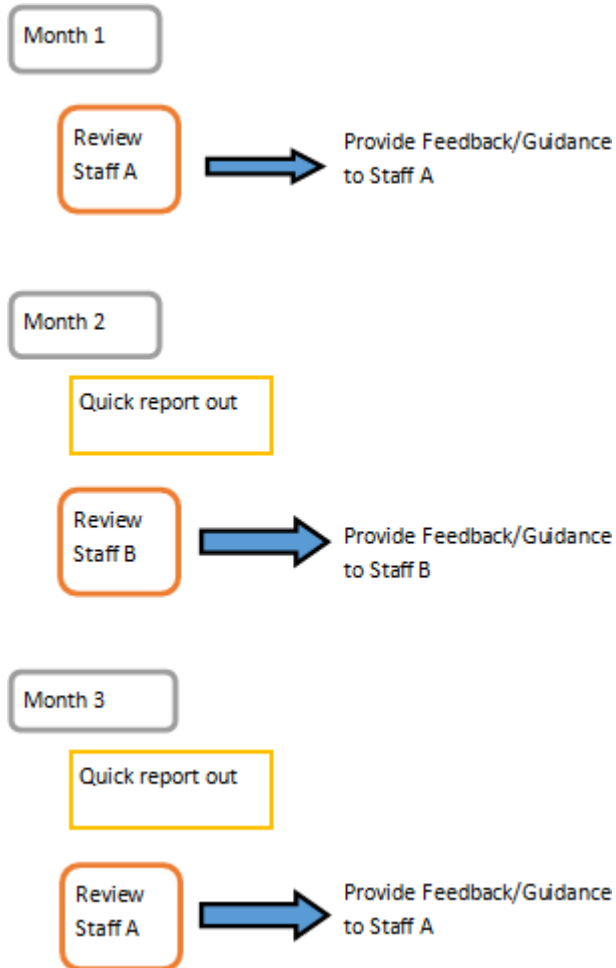 Month 1
Review
Staff A
Provide Feedback/Guidance
to Staff A
Month 2
Quick report out
Review
Staff B
Provide Feedback/Guidance
to Staff B
Month 3
Quick report out
Review
Staff A
Provide Feedback/Guidance
to Staff A